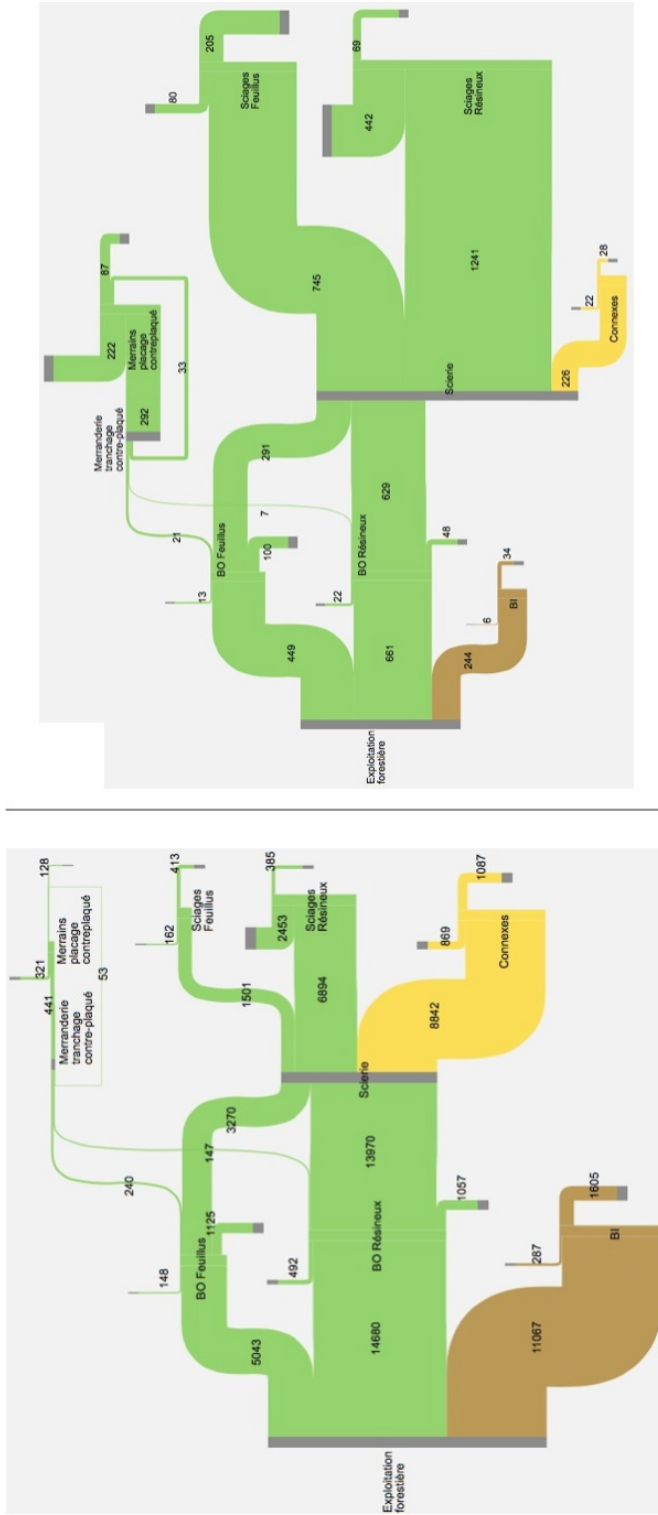 205
80
Sciages
Feuillus
69
442
Sciages
Résineux
87
222
Merrains
placage
contreplaqué
33
292
Merranderie
tranchage
contre-plaqué
745
1241
28
22
Connexes
226
Scierie
291
7
21
BO Feuillus
100
13
629
BO Résineux
48
22
34
6
BI
449
661
244
Exploitation
forestière
128
321
Merrains
placage
contreplaqué
53
441
Merranderie
tranchage
contre-plaqué
413
162
Sciages
Feuillus
385
2453
Sciages
Résineux
1087
869
Connexes
1501
6894
8842
Scierie
3270
147
240
13970
1125
BO Feuillus
148
1057
BO Résineux
492
1605
287
BI
5043
14680
11067
Exploitation
forestière